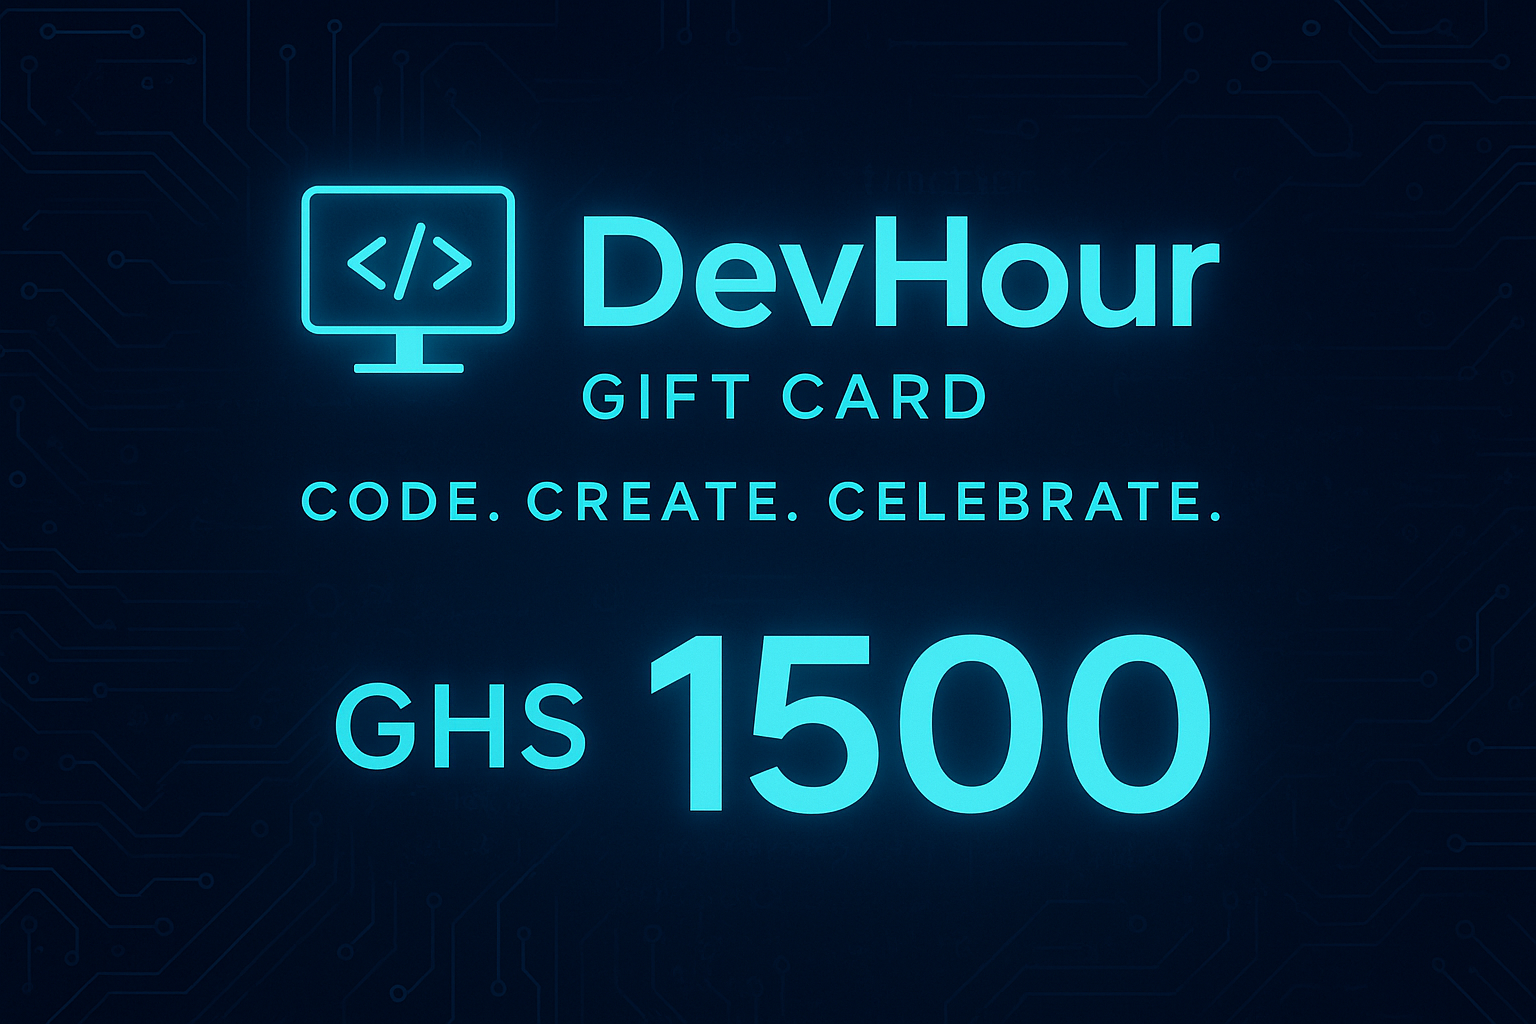 </>
DevHour
GIFT CARD
CODE. CREATE. CELEBRATE.
GHS 1500